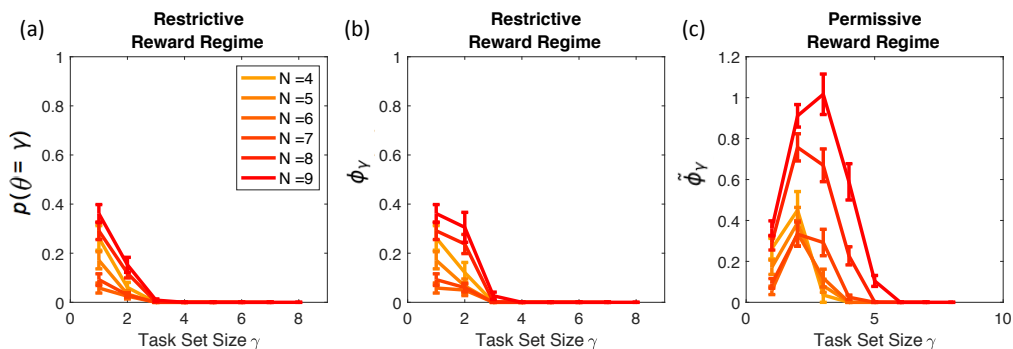 (a)
Restrictive
Reward Regime
1
0.8
0.6
0.4
0.2
0
0
2
4
6
8
p(θ = γ)
Task Set Size γ
N =4
N =5
N =6
N =7
N =8
N =9
(b)
Restrictive
Reward Regime
1
0.8
0.6
0.4
0.2
0
0
2
4
6
8
ϕγ
Task Set Size γ
(c)
Permissive
Reward Regime
1.2
1
0.8
0.6
0.4
0.2
0
0
5
10
ϕ̃γ
Task Set Size γ